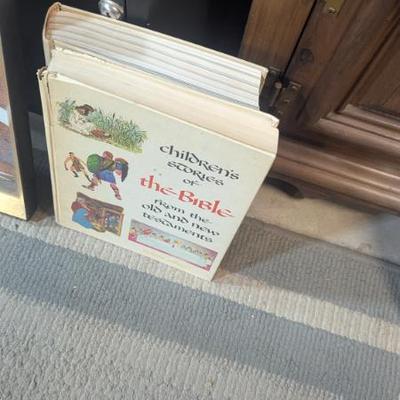 children's
stories
of
the BIBLE
from the
old and new
testaments